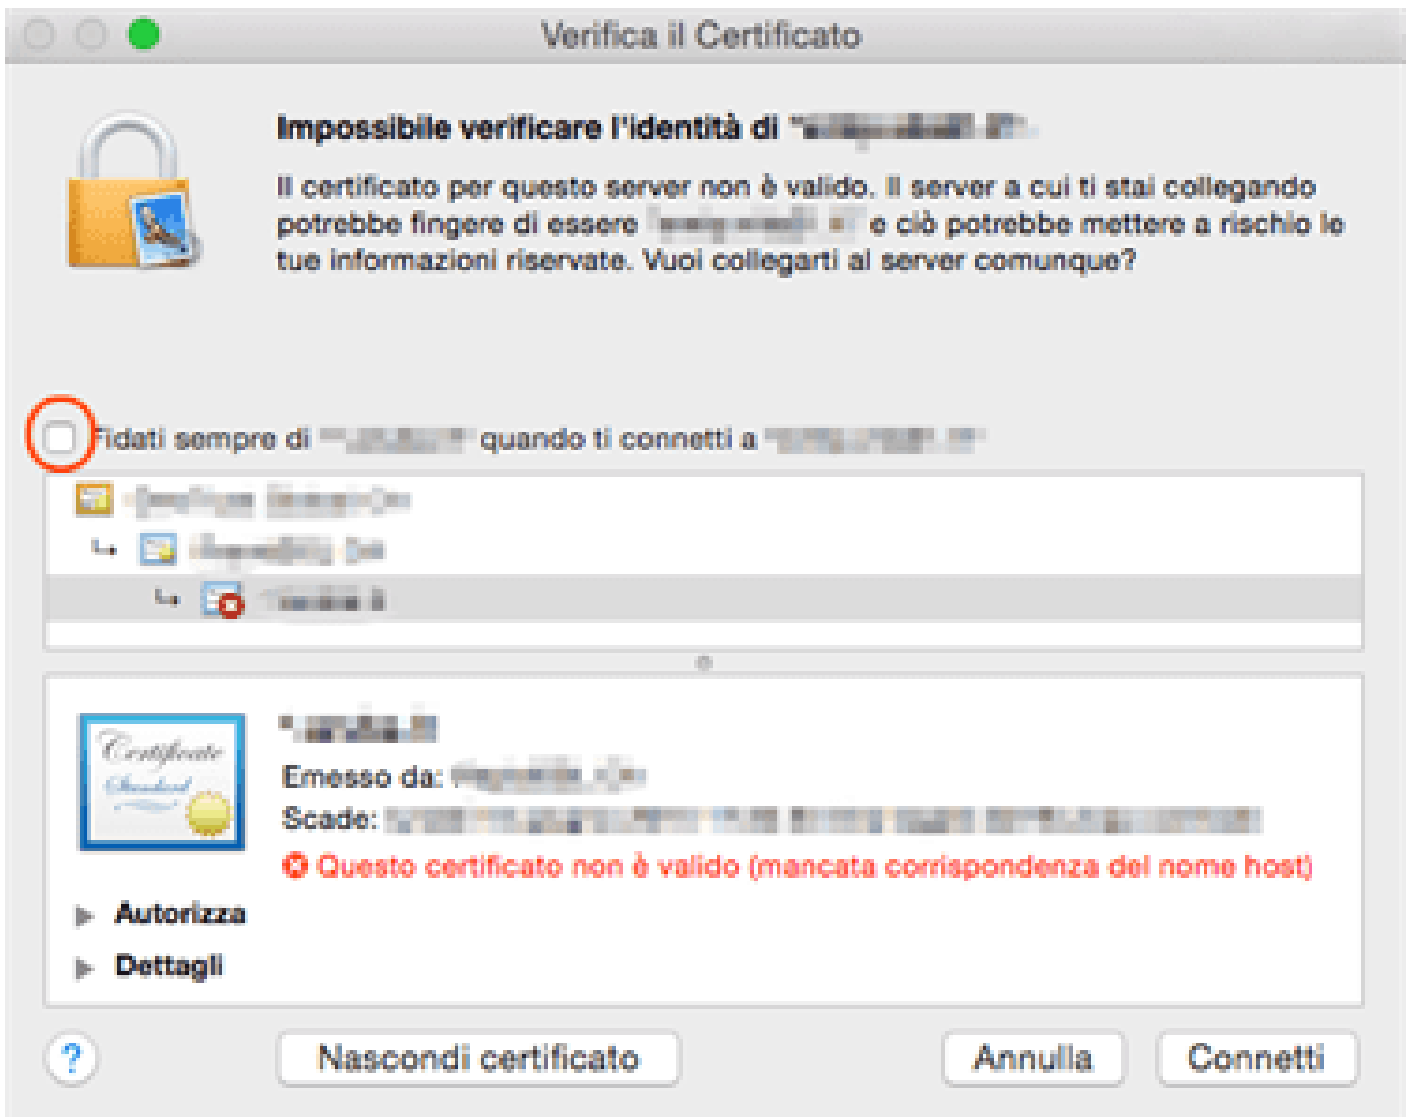 Verifica il Certificato
Impossibile verificare l'identità di "
Il certificato per questo server non è valido. Il server a cui ti stai collegando
potrebbe fingere di essere " " e ciò potrebbe mettere a rischio le
tue informazioni riservate. Vuoi collegarti al server comunque?
Fidati sempre di " " quando ti connetti a "
Certificate
Standard
Emesso da:
Scade:
Questo certificato non è valido (mancata corrispondenza del nome host)
Autorizza
Dettagli
?
Nascondi certificato
Annulla
Connetti